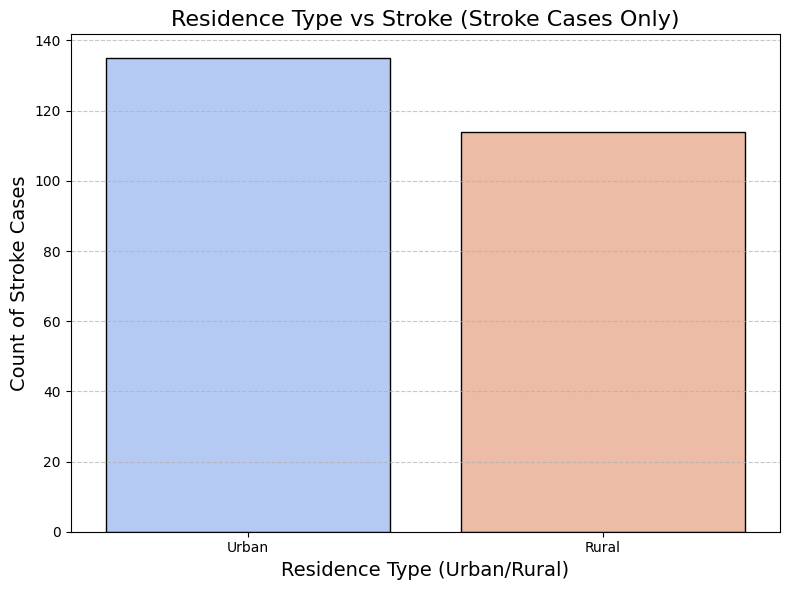 Residence Type vs Stroke (Stroke Cases Only)
Count of Stroke Cases
140
120
100
80
60
40
20
0
Urban
Rural
Residence Type (Urban/Rural)